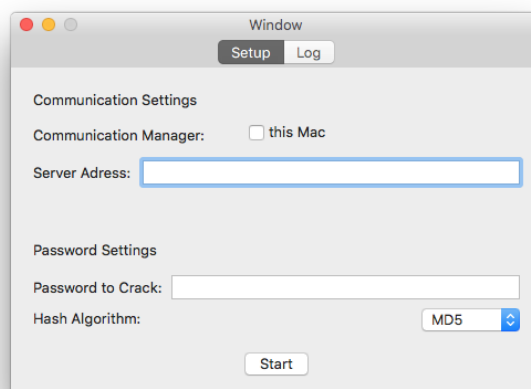 Window
Setup Log
Communication Settings
Communication Manager: this Mac
Server Adress:
Password Settings
Password to Crack:
Hash Algorithm: MD5
Start